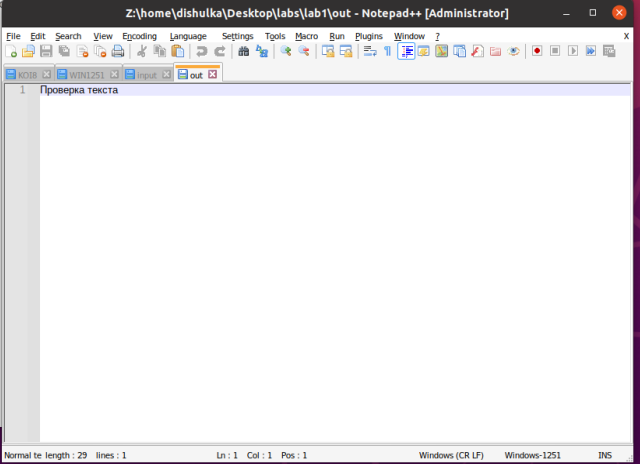 Z:\home\dishulka\Desktop\labs\lab1\out - Notepad++ [Administrator]
File Edit Search View Encoding Language Settings Tools Macro Run Plugins Window ? X
KOI8 WIN1251 input out
1 Проверка текста
Normal te length : 29 lines : 1 Ln : 1 Col : 1 Pos : 1 Windows (CR LF) Windows-1251 INS